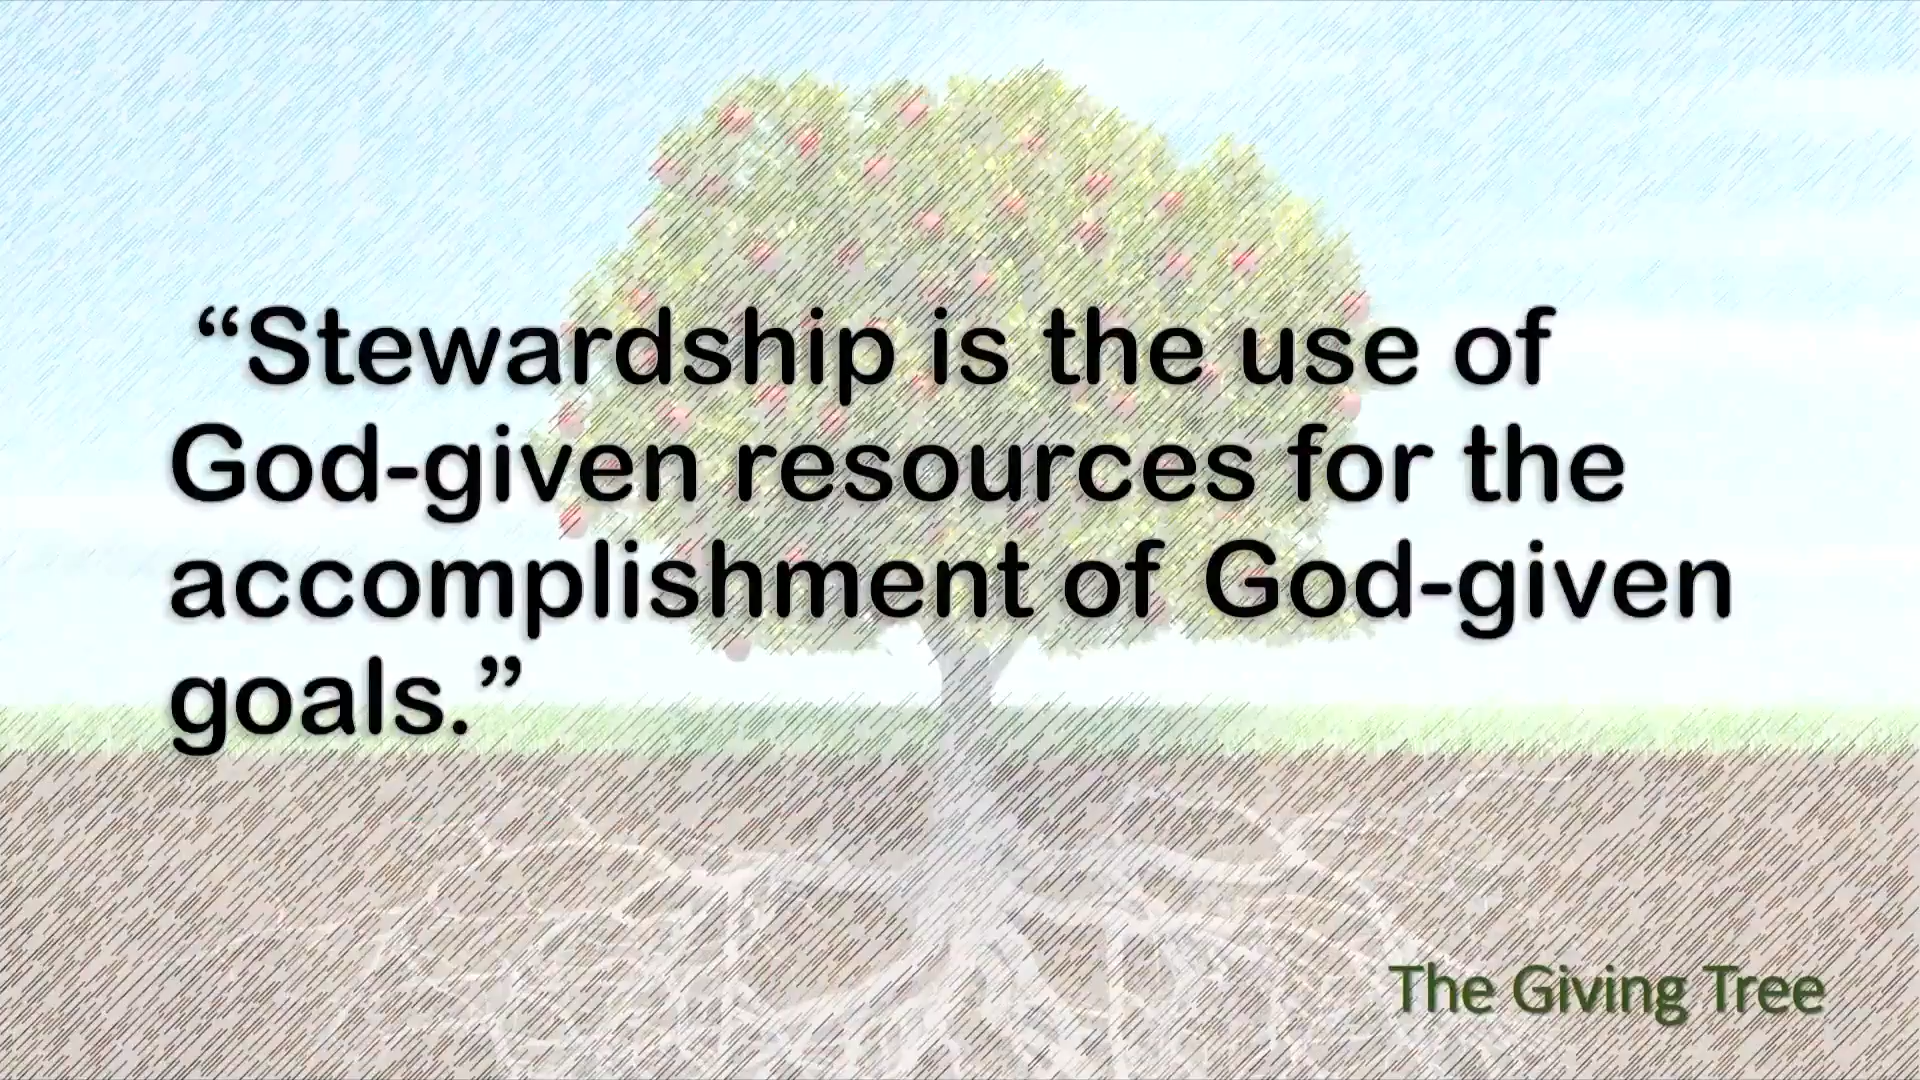 “Stewardship is the use of
God-given resources for the
accomplishment of God-given
goals.”
The Giving Tree